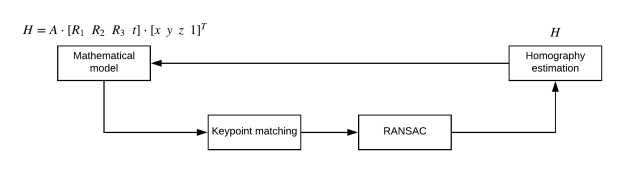 H = A · [R₁ R₂ R₃ t] · [x y z 1]ᵀ
H
Mathematical
model
Homography
estimation
Keypoint matching
RANSAC